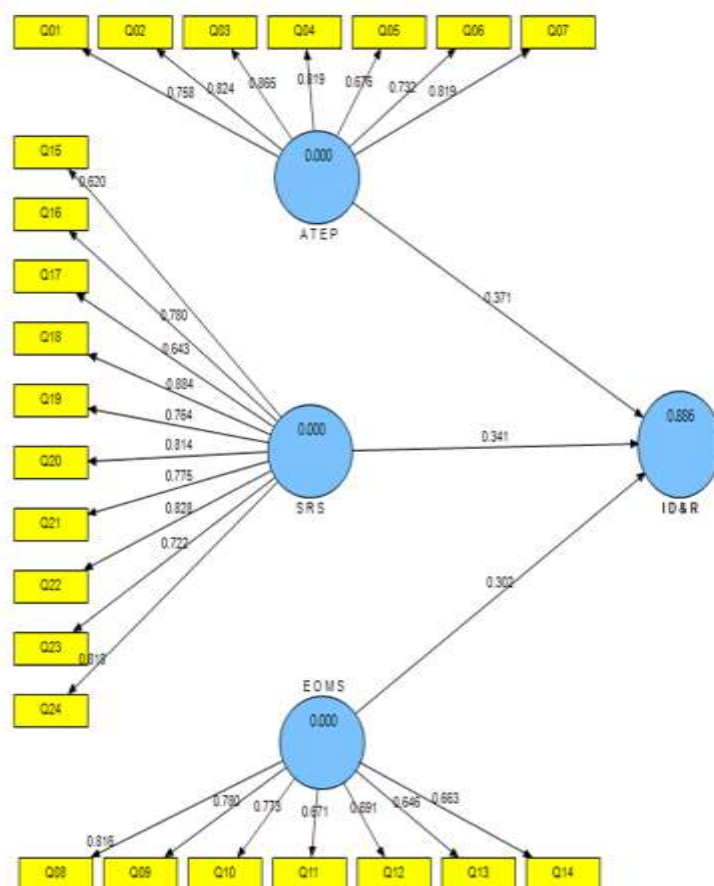 Q01 Q02 Q03 Q04 Q05 Q06 Q07
0.758 0.824 0.865 0.819 0.676 0.732 0.819
0.000
ATEP
Q15
0.620
Q16
Q17
0.780
0.643
Q18
0.884
Q19
0.764
Q20
0.814
Q21
0.775
Q22
0.828
Q23
0.722
Q24
0.818
0.000
SRS
0.371
0.341
0.302
0.886
ID&R
EOMS
0.000
0.816 0.780 0.773 0.671 0.691 0.646 0.663
Q08 Q09 Q10 Q11 Q12 Q13 Q14